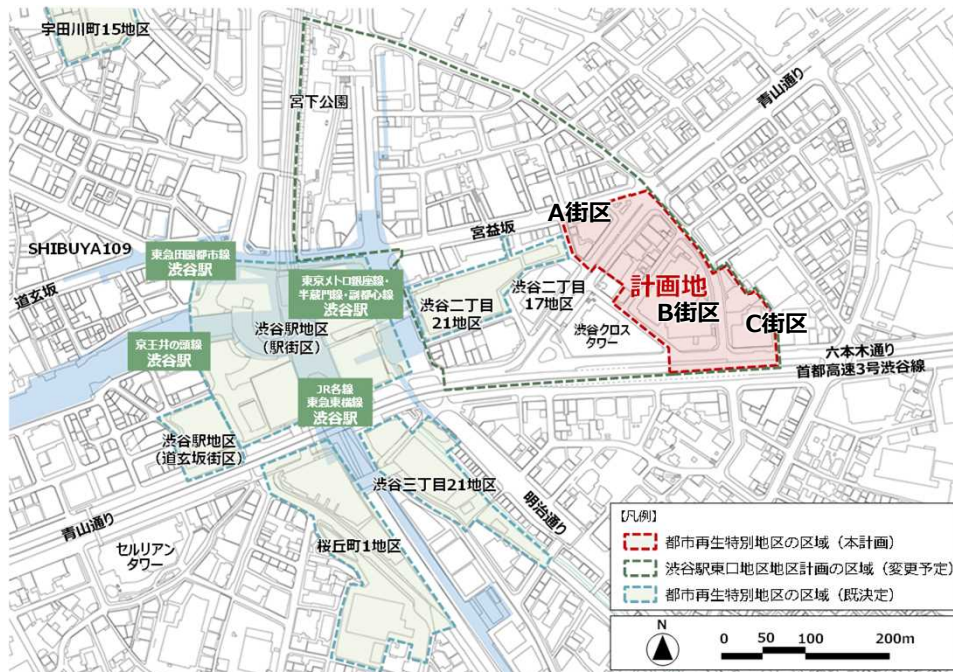 宇田川町15地区
宮下公園
青山通り
A街区
宮益坂
SHIBUYA109
東急田園都市線
渋谷駅
道玄坂
東京メトロ銀座線・
半蔵門線・副都心線
渋谷駅
渋谷二丁目
21地区
渋谷二丁目
17地区
計画地
B街区
C街区
渋谷クロス
タワー
渋谷駅地区
(駅街区)
京王井の頭線
渋谷駅
六本木通り
首都高速3号渋谷線
JR各線
東急東横線
渋谷駅
渋谷駅地区
(道玄坂街区)
渋谷三丁目21地区
明治通り
青山通り
セルリアン
タワー
桜丘町1地区
【凡例】
都市再生特別地区の区域(本計画)
渋谷駅東口地区地区計画の区域(変更予定)
都市再生特別地区の区域(既決定)
N
0 50 100 200m